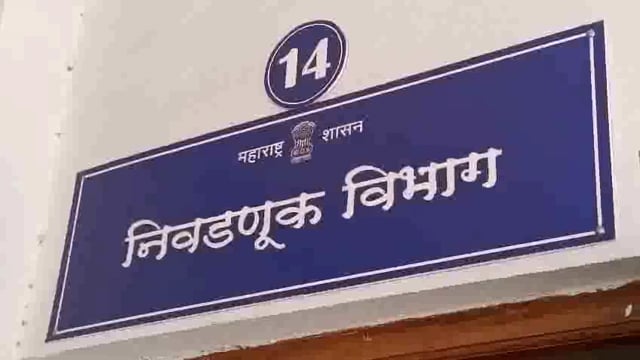 14
महाराष्ट्र शासन
निवडणूक विभाग